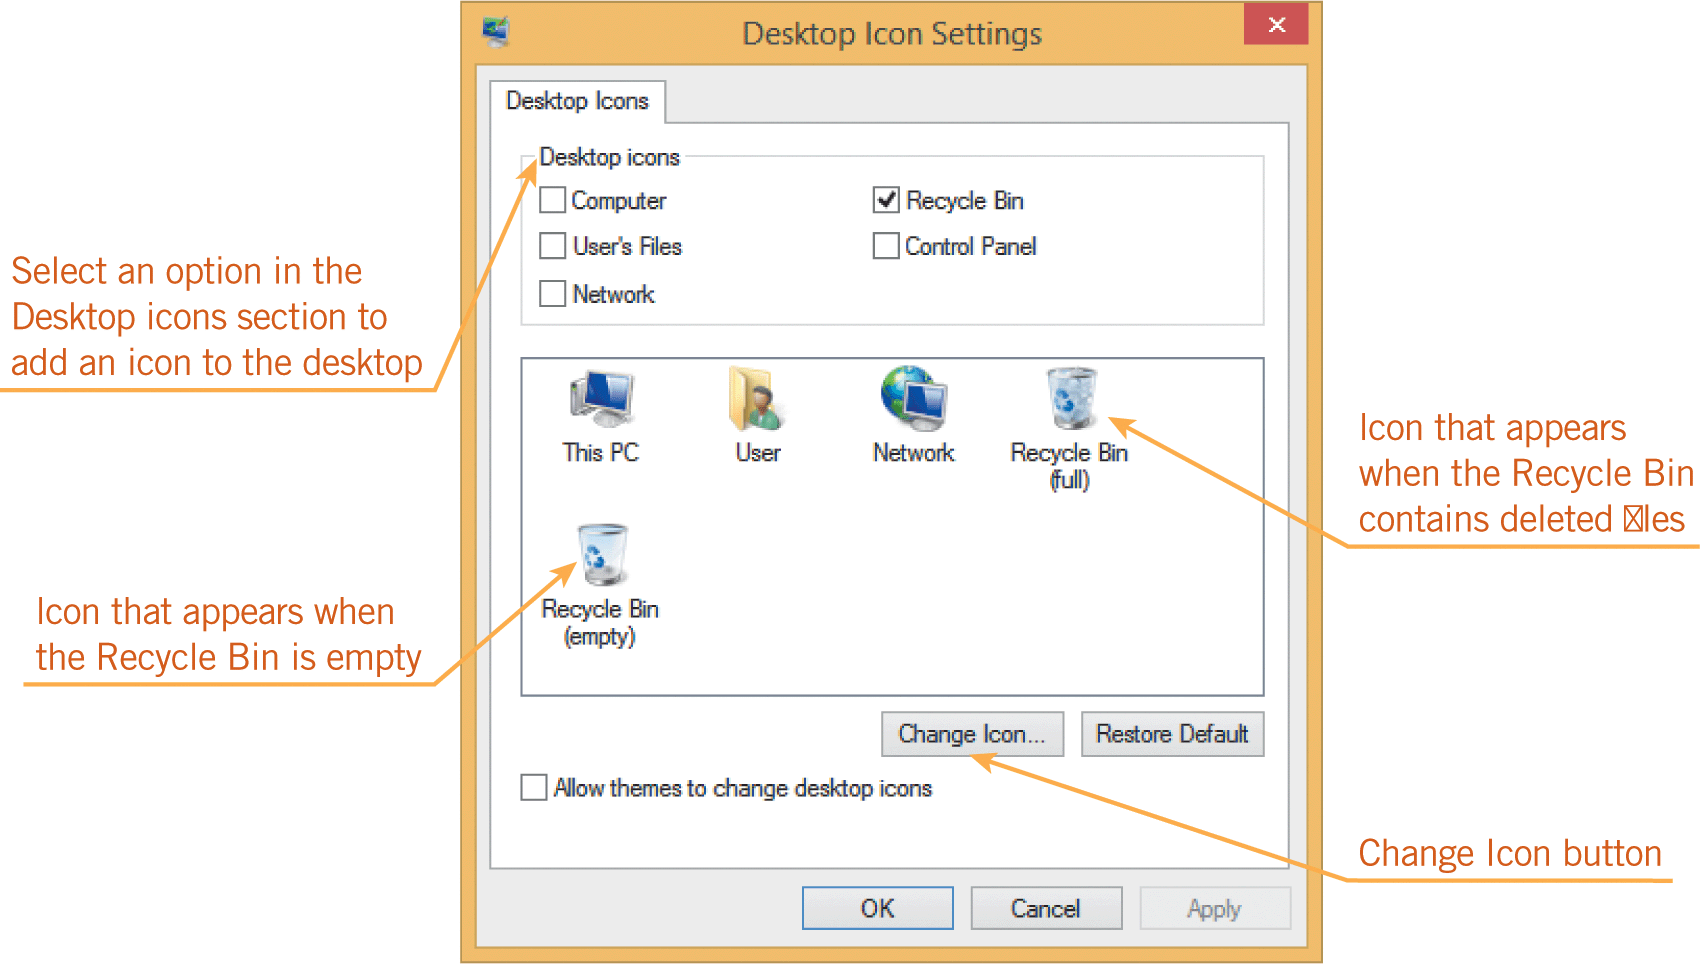 Desktop Icon Settings
Desktop Icons
Desktop icons
Computer
Recycle Bin
User's Files
Control Panel
Network
Select an option in the
Desktop icons section to
add an icon to the desktop
This PC
User
Network
Recycle Bin
(full)
Icon that appears
when the Recycle Bin
contains deleted les
Recycle Bin
(empty)
Icon that appears when
the Recycle Bin is empty
Change Icon...
Restore Default
Allow themes to change desktop icons
Change Icon button
OK
Cancel
Apply